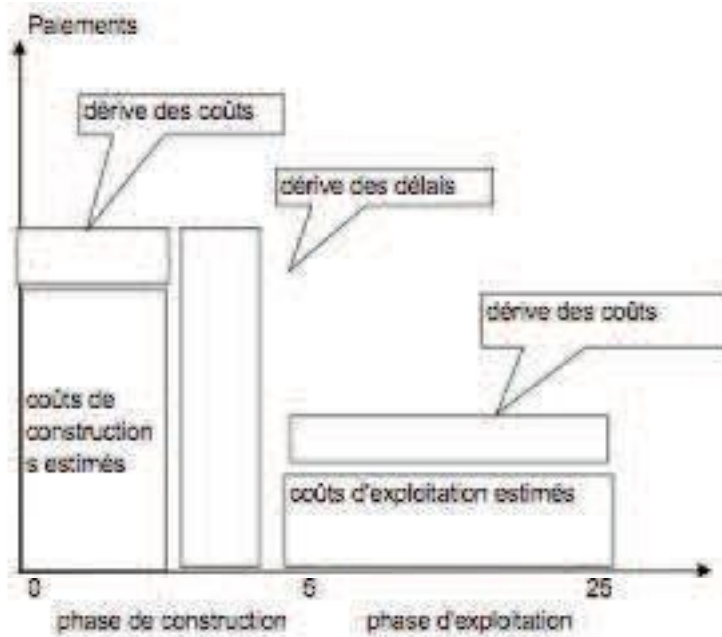 Paiements
dérive des coûts
dérive des délais
dérive des coûts
coûts de
construction
s estimés
coûts d'exploitation estimés
0
5
25
phase de construction
phase d'exploitation